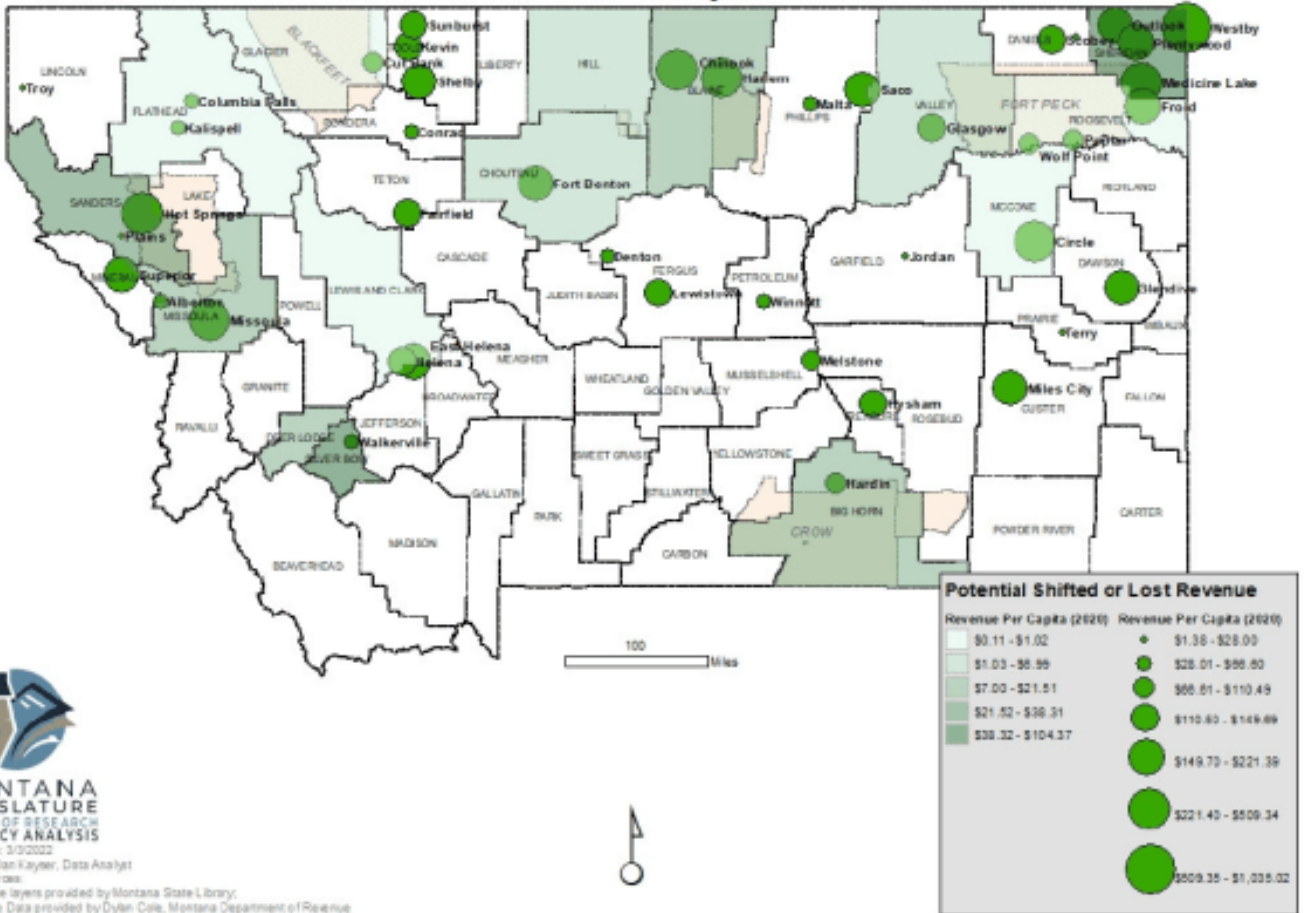 Sunburst
Outlook
Westby
Kevin
DANIELS
Scobey
Plentywood
GLACIER
BLACKFEET
TOOLE
SHERIDAN
Cut Bank
LIBERTY
HILL
Chinook
LINCOLN
Shelby
Harlem
Medicine Lake
Troy
BLAINE
Saco
Columbia Falls
Malta
VALLEY
FORT PECK
Froid
FLATHEAD
PHILLIPS
ROOSEVELT
Kalispell
PONDERA
Conrad
Glasgow
Poplar
Wolf Point
TETON
CHOUTEAU
Fort Benton
RICHLAND
SANDERS
LAKE
MCCONE
Hot Springs
Fairfield
Plains
Circle
CASCADE
Denton
GARFIELD
Jordan
DAWSON
MINERAL
Superior
FERGUS
PETROLEUM
Glendive
LEWIS AND CLARK
JUDITH BASIN
Lewistown
Winnett
Alberton
POWELL
MISSOULA
Missoula
PRAIRIE
Terry
WIBAUX
East Helena
Helena
MEAGHER
Melstone
WHEATLAND
MUSSELSHELL
GRANITE
GOLDEN VALLEY
Miles City
BROADWATER
Hysham
CUSTER
FALLON
RAVALLI
JEFFERSON
TREASURE
ROSEBUD
DEER LODGE
Walkerville
SILVER BOW
SWEET GRASS
YELLOWSTONE
Hardin
GALLATIN
STILLWATER
BIG HORN
PARK
CROW
POWDER RIVER
CARTER
MADISON
CARBON
BEAVERHEAD
100
Miles
Potential Shifted or Lost Revenue
Revenue Per Capita (2020) Revenue Per Capita (2020)
$0.11 - $1.02 $1.38 - $28.00
$1.03 - $6.99 $28.01 - $66.60
$7.00 - $21.51 $66.61 - $110.49
$21.52 - $38.31 $110.50 - $149.69
$38.32 - $104.37
$149.70 - $221.39
$221.40 - $509.34
$509.35 - $1,035.02
NTANA
SLATURE
OF RESEARCH
CY ANALYSIS
: 3/3/2022
Kayser, Data Analyst
layers provided by Montana State Library;
Data provided by Dylan Cole, Montana Department of Revenue